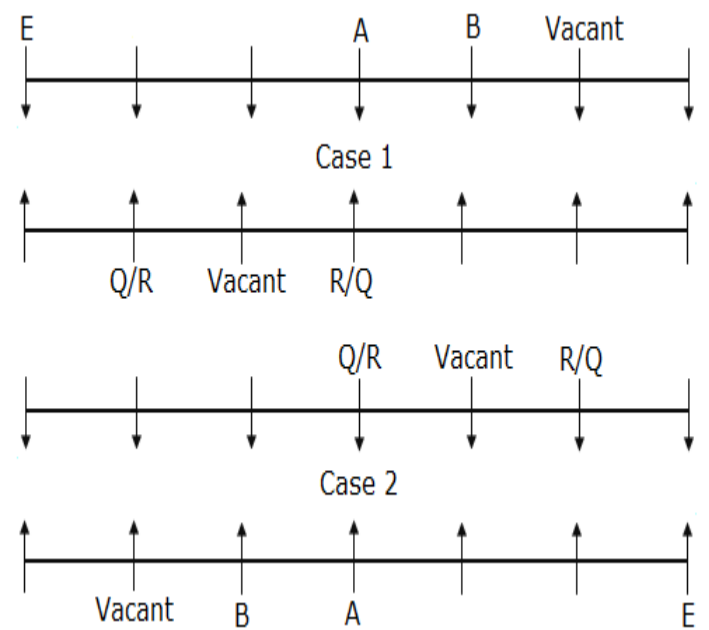 E A B Vacant
Case 1
Q/R Vacant R/Q
Q/R Vacant R/Q
Case 2
Vacant B A E